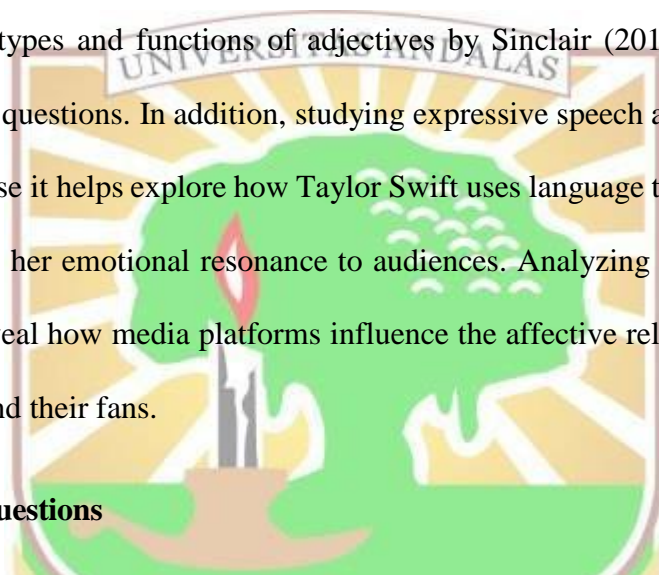 types and functions of adjectives by Sinclair (201
UNIVERSITAS ANDALAS
questions. In addition, studying expressive speech a
se it helps explore how Taylor Swift uses language t
her emotional resonance to audiences. Analyzing
veal how media platforms influence the affective rel
nd their fans.
uestions